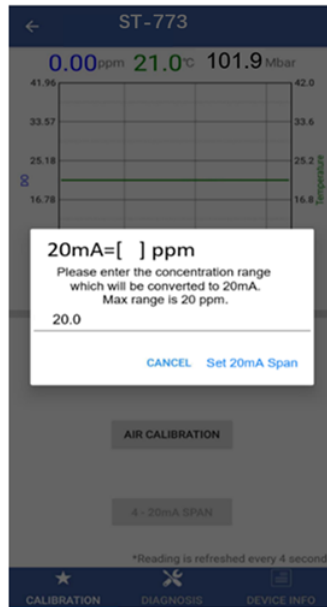 ←
ST-773
0.00ppm 21.0°C 101.9 Mbar
41.96 42.0
33.57 33.6
25.18 25.2
DO
Temperature
16.78 16.8
20mA=[ ] ppm
Please enter the concentration range
which will be converted to 20mA.
Max range is 20 ppm.
20.0
CANCEL Set 20mA Span
AIR CALIBRATION
4 - 20mA SPAN
*Reading is refreshed every 4 second
CALIBRATION DIAGNOSIS DEVICE INFO